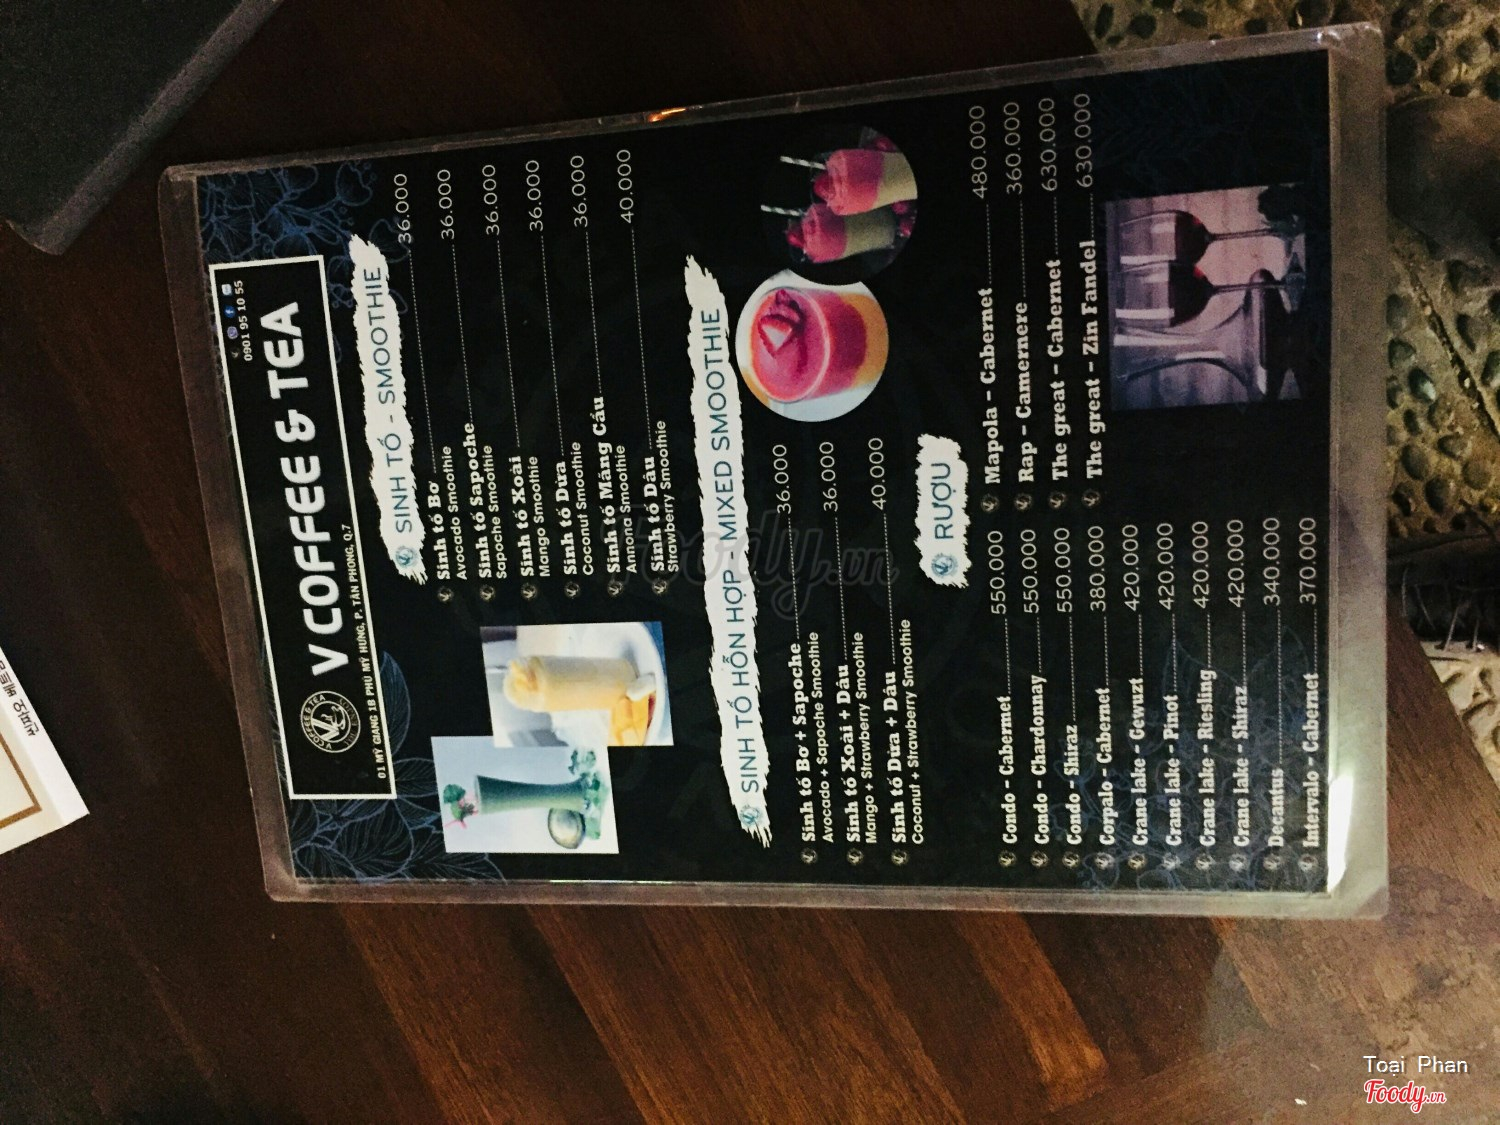 0901 95 10 55
V COFFEE & TEA
V COFFEE & TEA
01 MỸ GIANG 1B PHÚ MỸ HƯNG, P. TÂN PHONG, Q.7
SINH TỐ - SMOOTHIE
Sinh tố Bơ 36.000
Avocado Smoothie
Sinh tố Sapoche 36.000
Sapoche Smoothie
Sinh tố Xoài 36.000
Mango Smoothie
Sinh tố Dừa 36.000
Coconut Smoothie
Sinh tố Mãng Cầu 36.000
Annona Smoothie
Sinh tố Dâu 40.000
Strawberry Smoothie
SINH TỐ HỖN HỢP - MIXED SMOOTHIE
Sinh tố Bơ + Sapoche 36.000
Avocado + Sapoche Smoothie
Sinh tố Xoài + Dâu 36.000
Mango + Strawberry Smoothie
Sinh tố Dừa + Dâu 40.000
Coconut + Strawberry Smoothie
RƯỢU
Condo - Cabermet 550.000
Condo - Chardonnay 550.000
Condo - Shiraz 550.000
Corpalo - Cabernet 380.000
Crane lake - Gewuzt 420.000
Crane lake - Pinot 420.000
Crane lake - Riesling 420.000
Crane lake - Shiraz 420.000
Decantus 340.000
Intervalo - Cabernet 370.000
Mapola - Cabernet 480.000
Rap - Camernere 360.000
The great - Cabernet 630.000
The great - Zin Fandel 630.000
Foody.vn
Toại Phan
Foody.vn